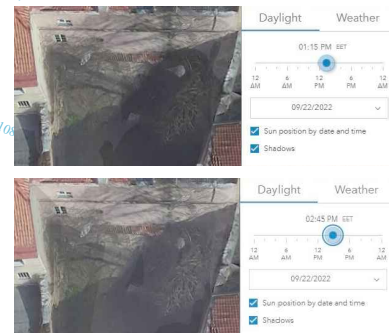 Daylight Weather
01:15 PM EET
12 6 12 6 12
AM AM PM PM AM
09/22/2022
Sun position by date and time
Shadows
Daylight Weather
02:45 PM EET
12 6 12 6 12
AM AM PM PM AM
09/22/2022
Sun position by date and time
Shadows